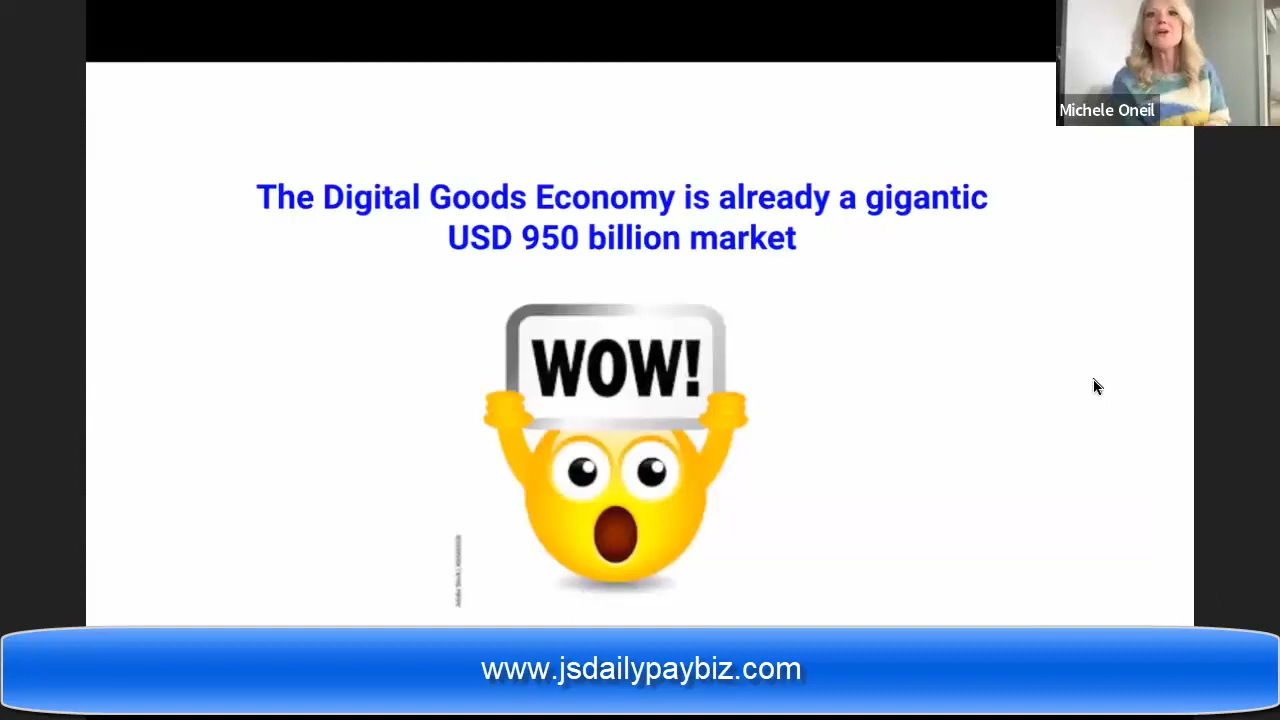 Michele Oneil
The Digital Goods Economy is already a gigantic
USD 950 billion market
WOW!
www.jsdailypaybiz.com